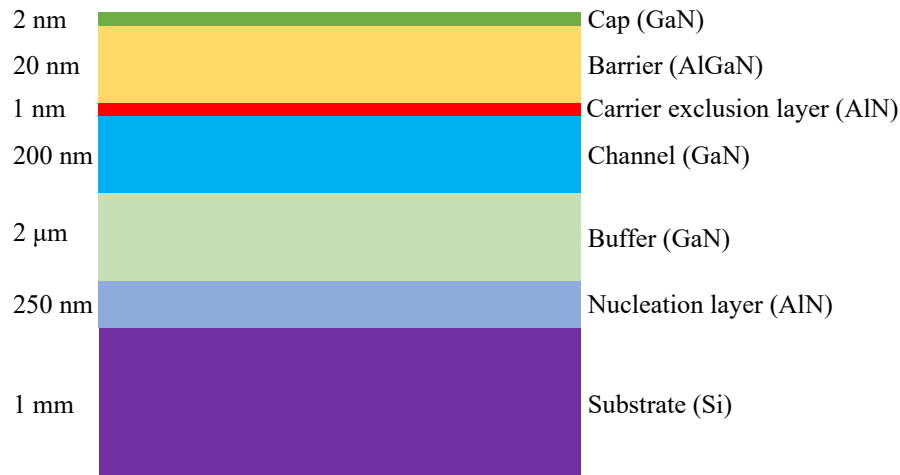 2 nm Cap (GaN)
20 nm Barrier (AlGaN)
1 nm Carrier exclusion layer (AlN)
200 nm Channel (GaN)
2 μm Buffer (GaN)
250 nm Nucleation layer (AlN)
1 mm Substrate (Si)